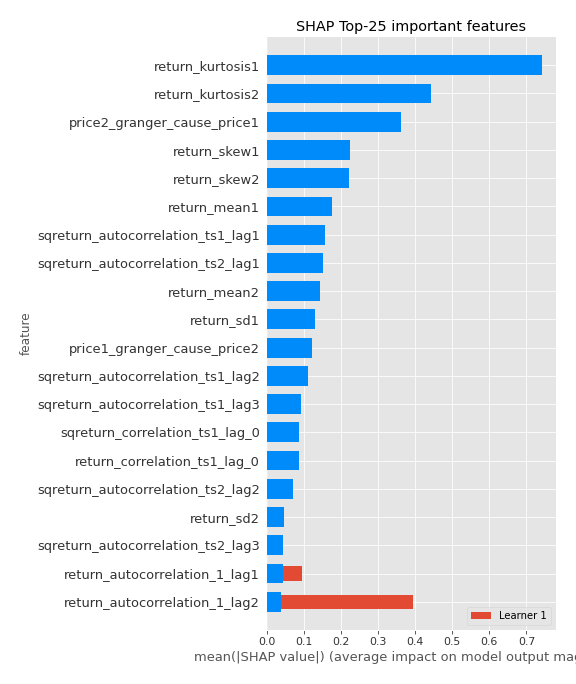 SHAP Top-25 important features
return_kurtosis1
return_kurtosis2
price2_granger_cause_price1
return_skew1
return_skew2
return_mean1
sqreturn_autocorrelation_ts1_lag1
sqreturn_autocorrelation_ts2_lag1
return_mean2
return_sd1
price1_granger_cause_price2
sqreturn_autocorrelation_ts1_lag2
sqreturn_autocorrelation_ts1_lag3
sqreturn_correlation_ts1_lag_0
return_correlation_ts1_lag_0
sqreturn_autocorrelation_ts2_lag2
return_sd2
sqreturn_autocorrelation_ts2_lag3
return_autocorrelation_1_lag1
return_autocorrelation_1_lag2
feature
Learner 1
0.0 0.1 0.2 0.3 0.4 0.5 0.6 0.7
mean(|SHAP value|) (average impact on model output mag